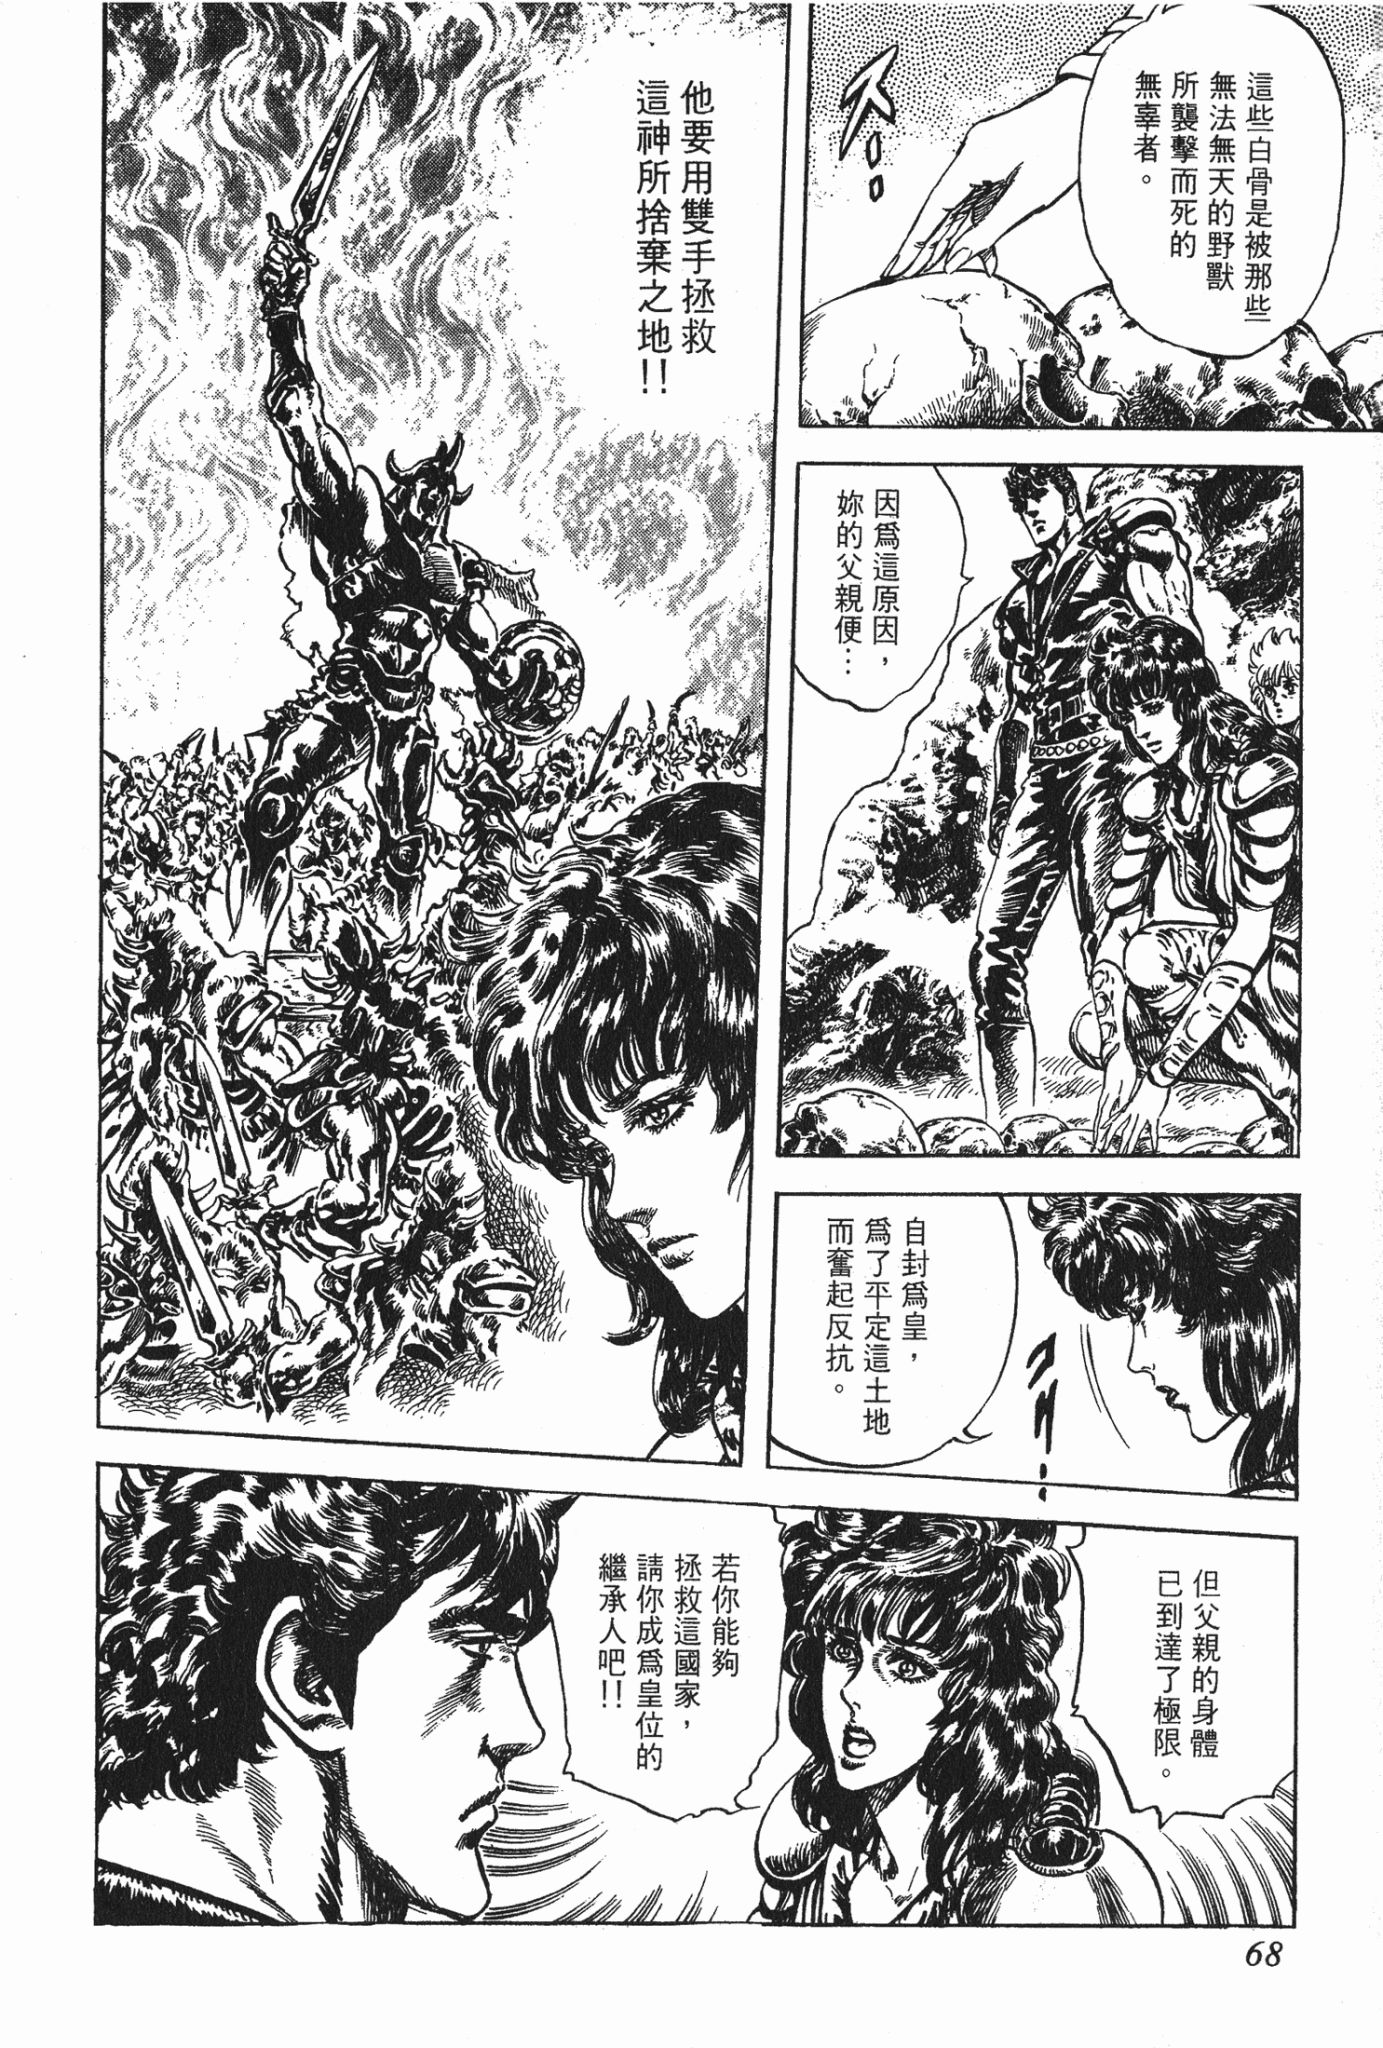 這些白骨是被那些
無法無天的野獸
所襲擊而死的
無辜者。
ス…
因爲這原因，
妳的父親便…
自封爲皇，
爲了平定這土地
而奮起反抗。
クル…
他要用雙手拯救
這神所捨棄之地!!
但父親的身體
已到達了極限。
若你能夠
拯救這國家，
請你成爲皇位的
繼承人吧!!
68